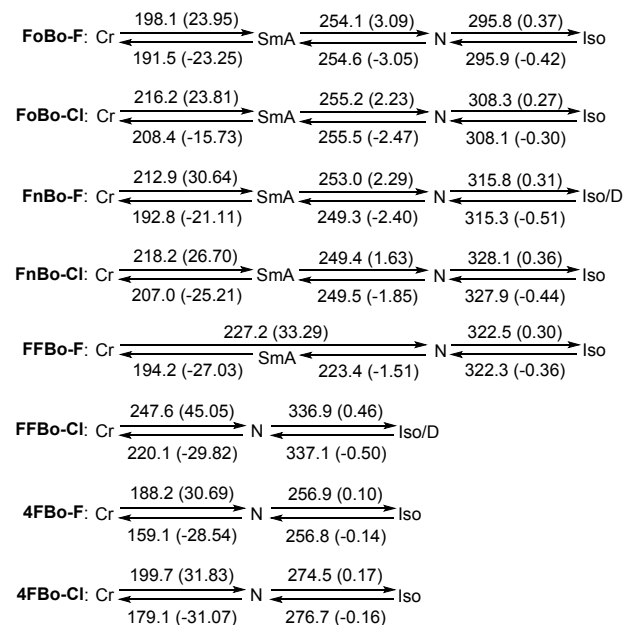 198.1 (23.95) 254.1 (3.09) 295.8 (0.37)
FoBo-F: Cr SmA N Iso
191.5 (-23.25) 254.6 (-3.05) 295.9 (-0.42)
216.2 (23.81) 255.2 (2.23) 308.3 (0.27)
FoBo-Cl: Cr SmA N Iso
208.4 (-15.73) 255.5 (-2.47) 308.1 (-0.30)
212.9 (30.64) 253.0 (2.29) 315.8 (0.31)
FnBo-F: Cr SmA N Iso/D
192.8 (-21.11) 249.3 (-2.40) 315.3 (-0.51)
218.2 (26.70) 249.4 (1.63) 328.1 (0.36)
FnBo-Cl: Cr SmA N Iso
207.0 (-25.21) 249.5 (-1.85) 327.9 (-0.44)
227.2 (33.29) 322.5 (0.30)
FFBo-F: Cr SmA N Iso
194.2 (-27.03) 223.4 (-1.51) 322.3 (-0.36)
247.6 (45.05) 336.9 (0.46)
FFBo-Cl: Cr N Iso/D
220.1 (-29.82) 337.1 (-0.50)
188.2 (30.69) 256.9 (0.10)
4FBo-F: Cr N Iso
159.1 (-28.54) 256.8 (-0.14)
199.7 (31.83) 274.5 (0.17)
4FBo-Cl: Cr N Iso
179.1 (-31.07) 276.7 (-0.16)